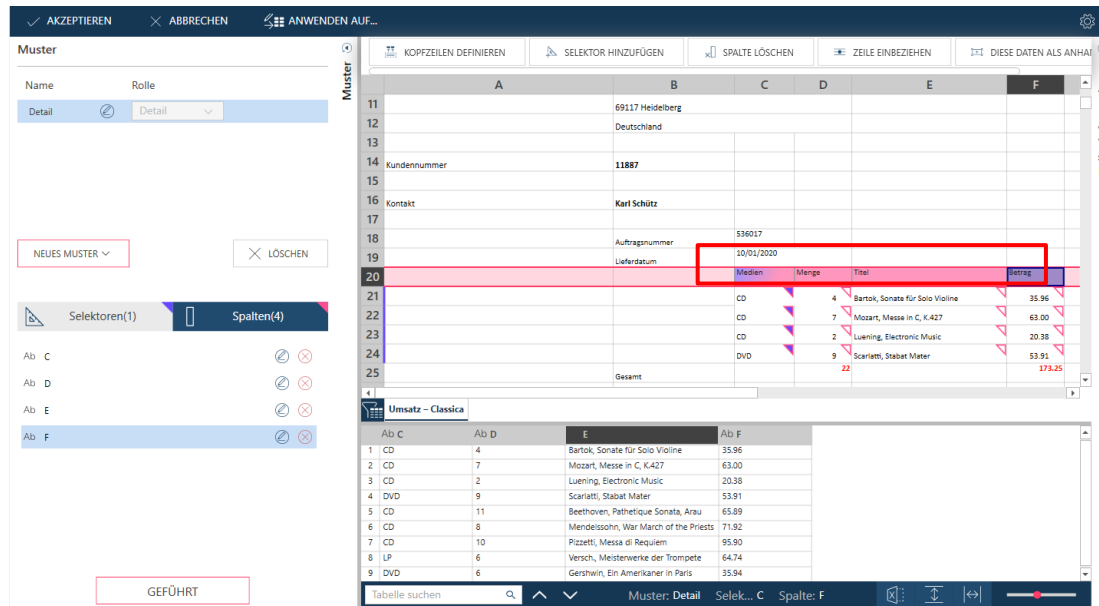 AKZEPTIEREN ABBRECHEN ANWENDEN AUF...
Muster
Name Rolle
Detail Detail
NEUES MUSTER LÖSCHEN
Selektoren(1) Spalten(4)
Ab C
Ab D
Ab E
Ab F
GEFÜHRT
Muster
KOPFZEILEN DEFINIEREN SELEKTOR HINZUFÜGEN SPALTE LÖSCHEN ZEILE EINBEZIEHEN DIESE DATEN ALS ANHA
A B C D E F
11 69117 Heidelberg
12 Deutschland
13
14 Kundennummer 11887
15
16 Kontakt Karl Schütz
17
18 Auftragsnummer 536017
19 Lieferdatum 10/01/2020
20 Medien Menge Titel Betrag
21 CD 4 Bartok, Sonate für Solo Violine 35.96
22 CD 7 Mozart, Messe in C, K.427 63.00
23 CD 2 Luening, Electronic Music 20.38
24 DVD 9 Scarlatti, Stabat Mater 53.91
25 Gesamt 22 173.25
Umsatz – Classica
Ab C Ab D E Ab F
1 CD 4 Bartok, Sonate für Solo Violine 35.96
2 CD 7 Mozart, Messe in C, K.427 63.00
3 CD 2 Luening, Electronic Music 20.38
4 DVD 9 Scarlatti, Stabat Mater 53.91
5 CD 11 Beethoven, Pathetique Sonata, Arau 65.89
6 CD 8 Mendelssohn, War March of the Priests 71.92
7 CD 10 Pizzetti, Messa di Requiem 95.90
8 LP 6 Versch., Meisterwerke der Trompete 64.74
9 DVD 6 Gershwin, Ein Amerikaner in Paris 35.94
Tabelle suchen Muster: Detail Selek... C Spalte: F